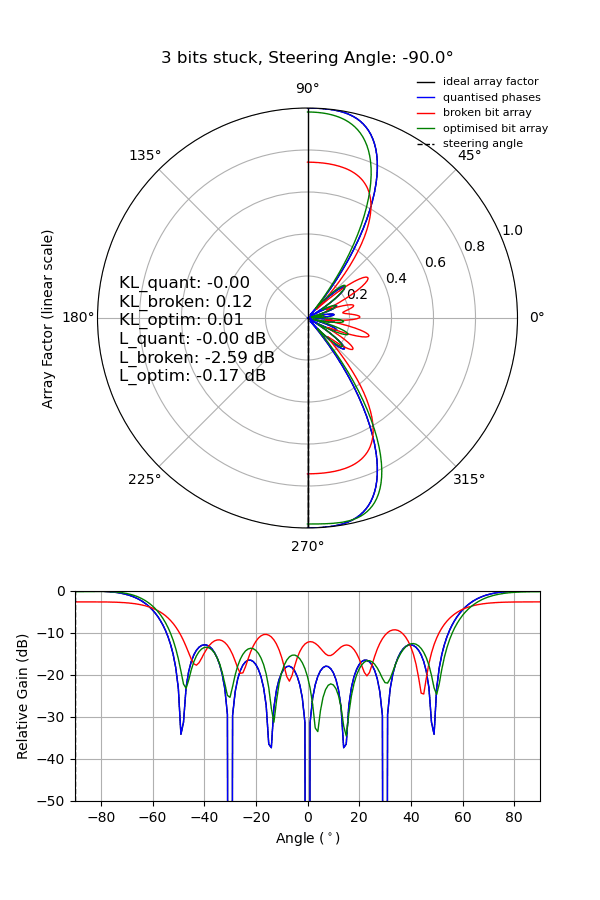 3 bits stuck, Steering Angle: -90.0°
ideal array factor
quantised phases
broken bit array
optimised bit array
steering angle
90°
135°
45°
1.0
0.8
0.6
0.4
0.2
180°
0°
225°
315°
270°
Array Factor (linear scale)
KL_quant: -0.00
KL_broken: 0.12
KL_optim: 0.01
L_quant: -0.00 dB
L_broken: -2.59 dB
L_optim: -0.17 dB
0
−10
−20
−30
−40
−50
Relative Gain (dB)
−80 −60 −40 −20 0 20 40 60 80
Angle (°)